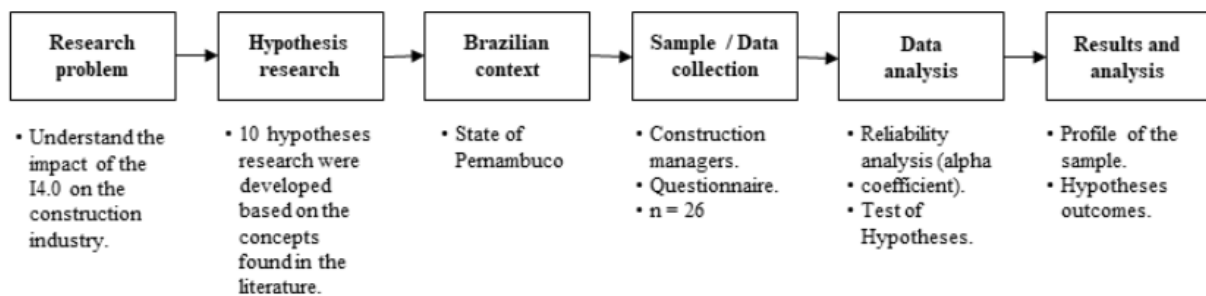 Research
problem
Hypothesis
research
Brazilian
context
Sample / Data
collection
Data
analysis
Results and
analysis
• Understand the
impact of the
I4.0 on the
construction
industry.
• 10 hypotheses
research were
developed
based on the
concepts
found in the
literature.
• State of
Pernambuco
• Construction
managers.
• Questionnaire.
• n = 26
• Reliability
analysis (alpha
• coefficient).
• Test of
Hypotheses.
• Profile of the
sample.
• Hypotheses
outcomes.